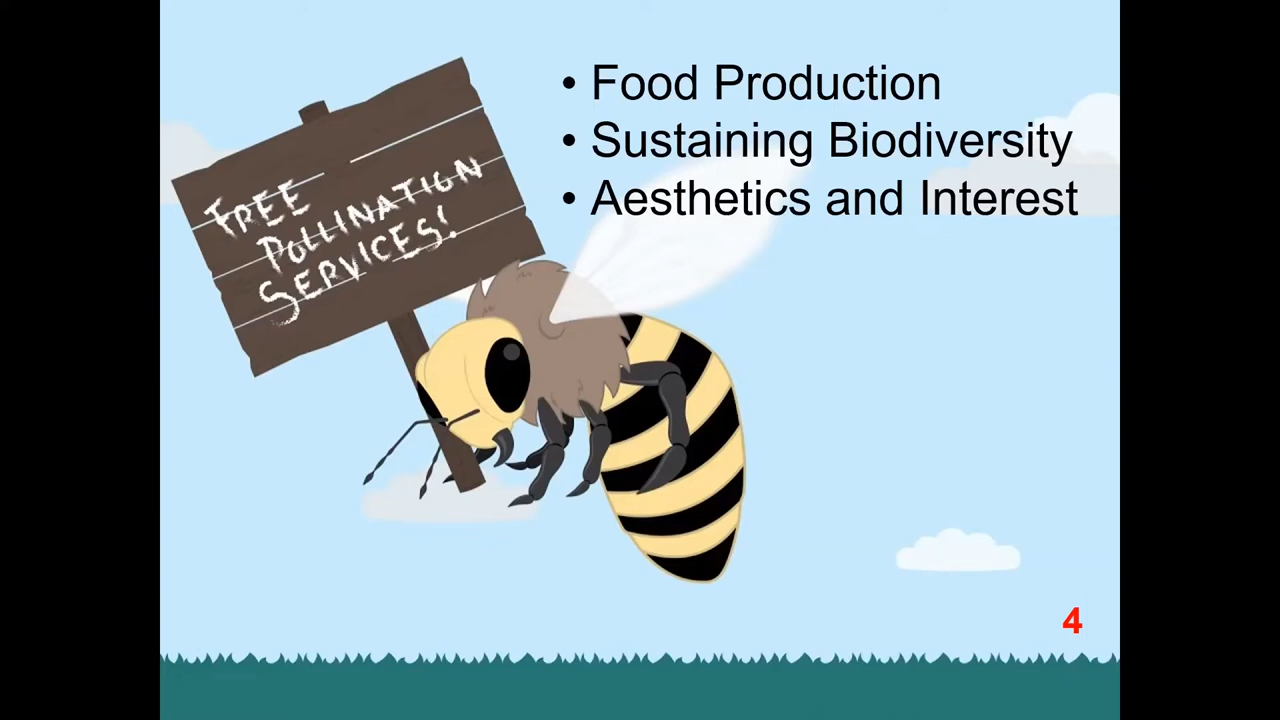 • Food Production
• Sustaining Biodiversity
• Aesthetics and Interest
FREE
POLLINATION
SERVICES!
4